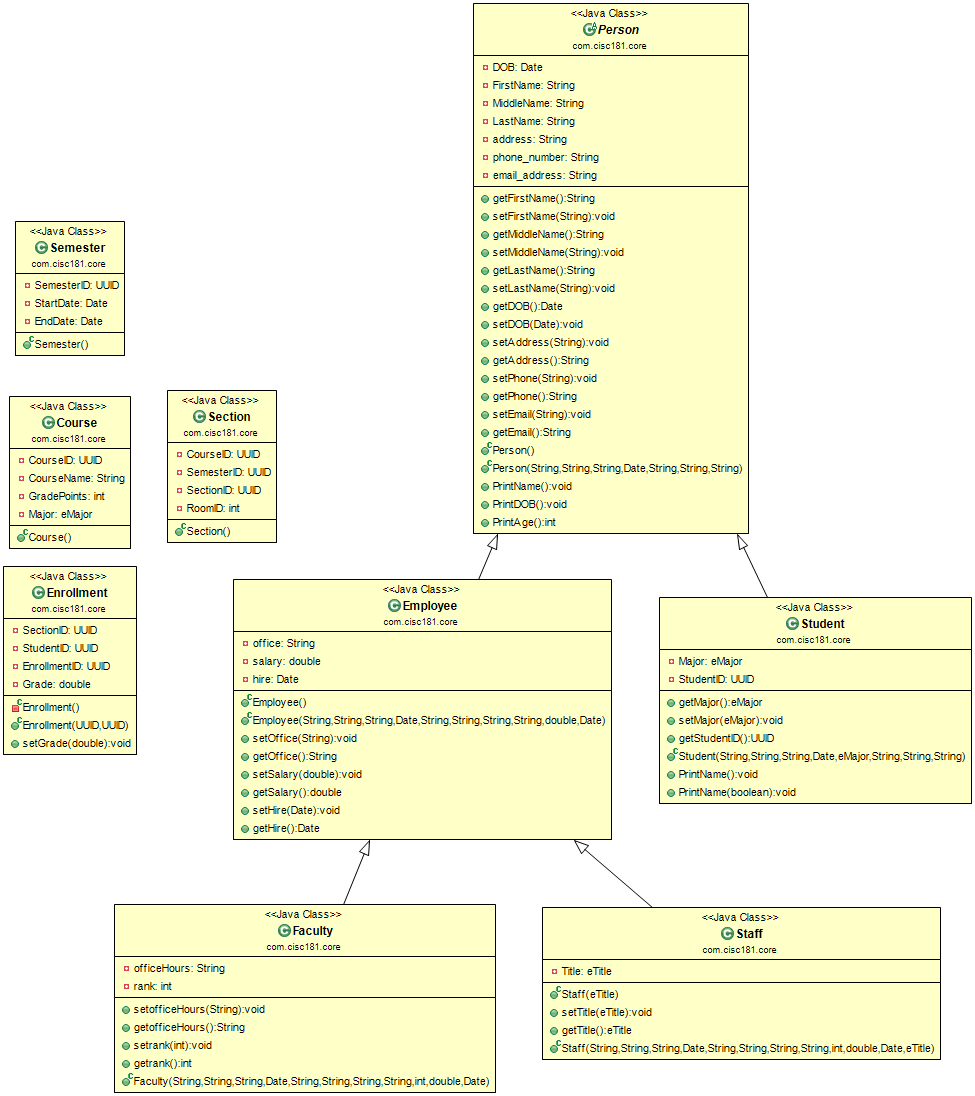 <<Java Class>>
Person
com.cisc181.core
DOB: Date
FirstName: String
MiddleName: String
LastName: String
address: String
phone_number: String
email_address: String
getFirstName():String
setFirstName(String):void
getMiddleName():String
setMiddleName(String):void
getLastName():String
setLastName(String):void
getDOB():Date
setDOB(Date):void
setAddress(String):void
getAddress():String
setPhone(String):void
getPhone():String
setEmail(String):void
getEmail():String
Person()
Person(String,String,String,Date,String,String,String)
PrintName():void
PrintDOB():void
PrintAge():int
<<Java Class>>
Semester
com.cisc181.core
SemesterID: UUID
StartDate: Date
EndDate: Date
Semester()
<<Java Class>>
Course
com.cisc181.core
CourseID: UUID
CourseName: String
GradePoints: int
Major: eMajor
Course()
<<Java Class>>
Section
com.cisc181.core
CourseID: UUID
SemesterID: UUID
SectionID: UUID
RoomID: int
Section()
<<Java Class>>
Enrollment
com.cisc181.core
SectionID: UUID
StudentID: UUID
EnrollmentID: UUID
Grade: double
Enrollment()
Enrollment(UUID,UUID)
setGrade(double):void
<<Java Class>>
Employee
com.cisc181.core
office: String
salary: double
hire: Date
Employee()
Employee(String,String,String,Date,String,String,String,String,double,Date)
setOffice(String):void
getOffice():String
setSalary(double):void
getSalary():double
setHire(Date):void
getHire():Date
<<Java Class>>
Student
com.cisc181.core
Major: eMajor
StudentID: UUID
getMajor():eMajor
setMajor(eMajor):void
getStudentID():UUID
Student(String,String,String,Date,eMajor,String,String,String)
PrintName():void
PrintName(boolean):void
<<Java Class>>
Faculty
com.cisc181.core
officeHours: String
rank: int
setofficeHours(String):void
getofficeHours():String
setrank(int):void
getrank():int
Faculty(String,String,String,Date,String,String,String,String,int,double,Date)
<<Java Class>>
Staff
com.cisc181.core
Title: eTitle
Staff(eTitle)
setTitle(eTitle):void
getTitle():eTitle
Staff(String,String,String,Date,String,String,String,String,int,double,Date,eTitle)